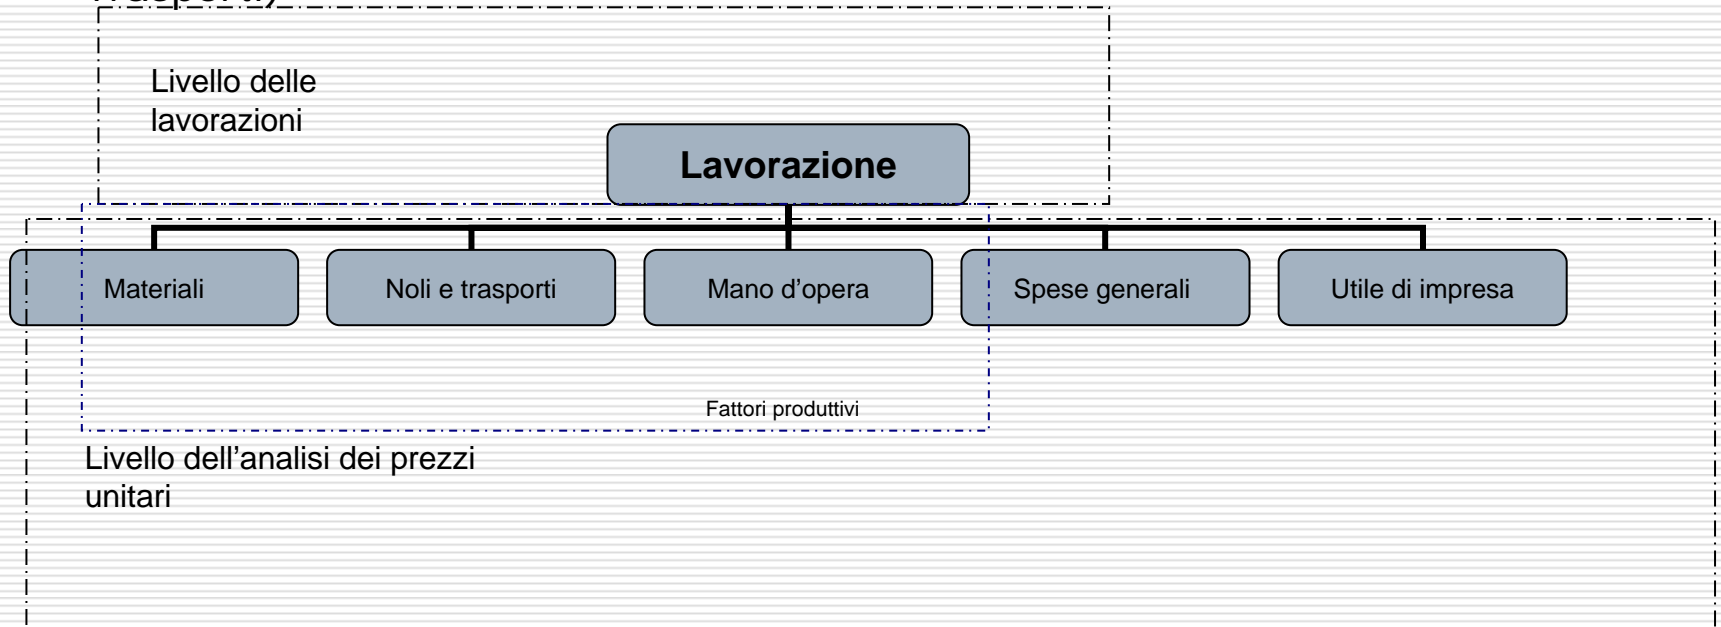 Trasporti)
Livello delle
lavorazioni
Lavorazione
Materiali
Noli e trasporti
Mano d’opera
Spese generali
Utile di impresa
Fattori produttivi
Livello dell’analisi dei prezzi
unitari